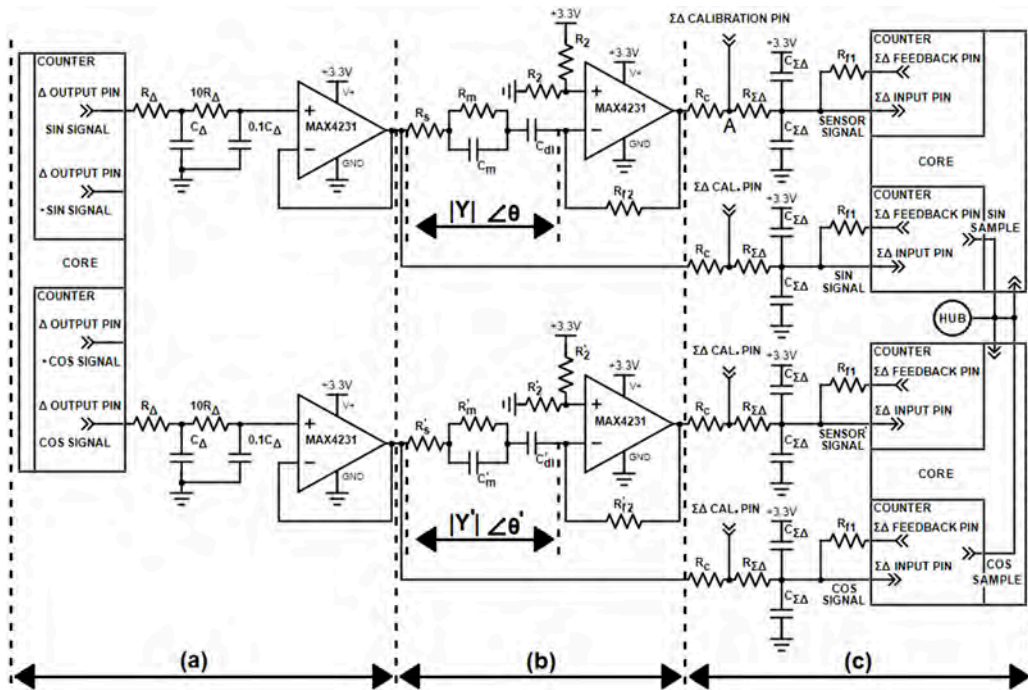 +3.3V
ΣΔ CALIBRATION PIN
COUNTER
Δ OUTPUT PIN
SIN SIGNAL
Δ OUTPUT PIN
-SIN SIGNAL
CORE
COUNTER
Δ OUTPUT PIN
-COS SIGNAL
Δ OUTPUT PIN
COS SIGNAL
RΔ
10RΔ
CΔ
0.1CΔ
+3.3V
V+
MAX4231
GND
RΔ
10RΔ
CΔ
0.1CΔ
+3.3V
V+
MAX4231
GND
(a)
R2
R2
+3.3V
V+
Rs
Rm
Cm
Cdl
MAX4231
GND
Rf2
|Y| ∠θ
+3.3V
R'2
R'2
+3.3V
V+
R's
R'm
C'm
C'dl
MAX4231
GND
R'f2
|Y'| ∠θ'
(b)
+3.3V
CΣΔ
Rc
A
RΣΔ
CΣΔ
Rf1
SENSOR
SIGNAL
COUNTER
ΣΔ FEEDBACK PIN
ΣΔ INPUT PIN
CORE
ΣΔ CAL. PIN
+3.3V
CΣΔ
Rc
RΣΔ
CΣΔ
Rf1
SIN
SIGNAL
COUNTER
ΣΔ FEEDBACK PIN
ΣΔ INPUT PIN
SIN
SAMPLE
HUB
ΣΔ CAL. PIN
+3.3V
CΣΔ
Rc
RΣΔ
CΣΔ
Rf1
SENSOR'
SIGNAL
COUNTER
ΣΔ FEEDBACK PIN
ΣΔ INPUT PIN
CORE
ΣΔ CAL. PIN
+3.3V
CΣΔ
Rc
RΣΔ
CΣΔ
Rf1
COS
SIGNAL
COUNTER
ΣΔ FEEDBACK PIN
ΣΔ INPUT PIN
COS
SAMPLE
(c)